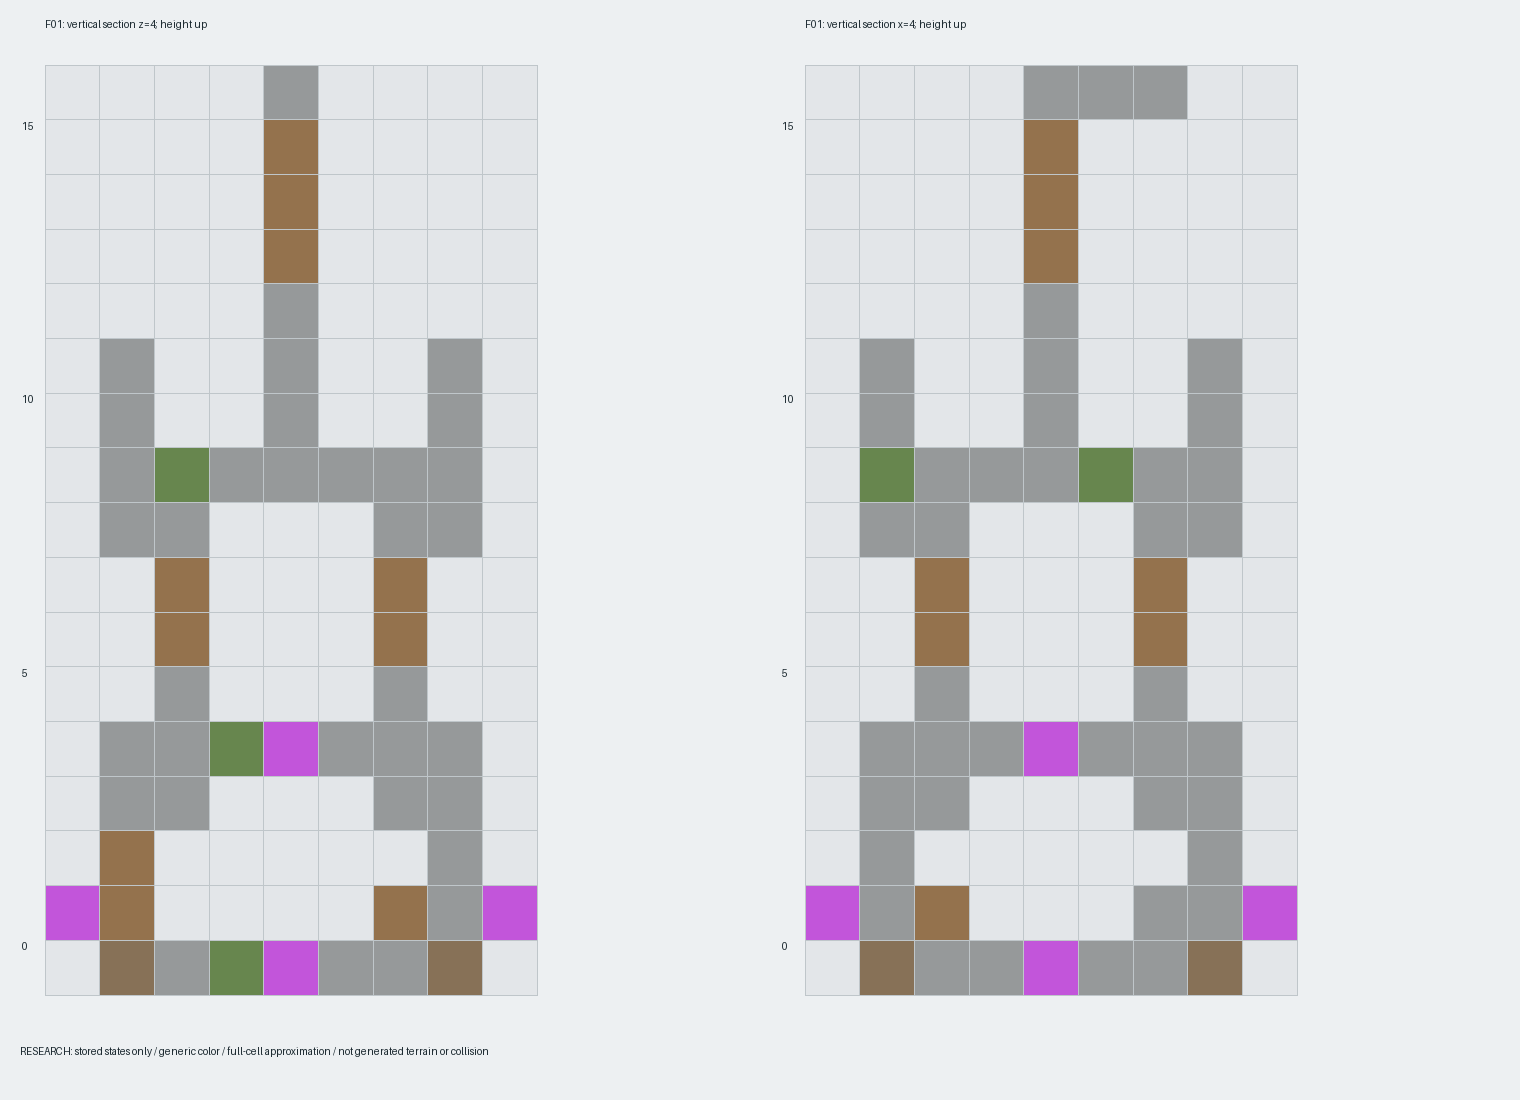 F01: vertical section z=4; height up
F01: vertical section x=4; height up
15
15
10
10
5
5
0
0
RESEARCH: stored states only / generic color / full-cell approximation / not generated terrain or collision